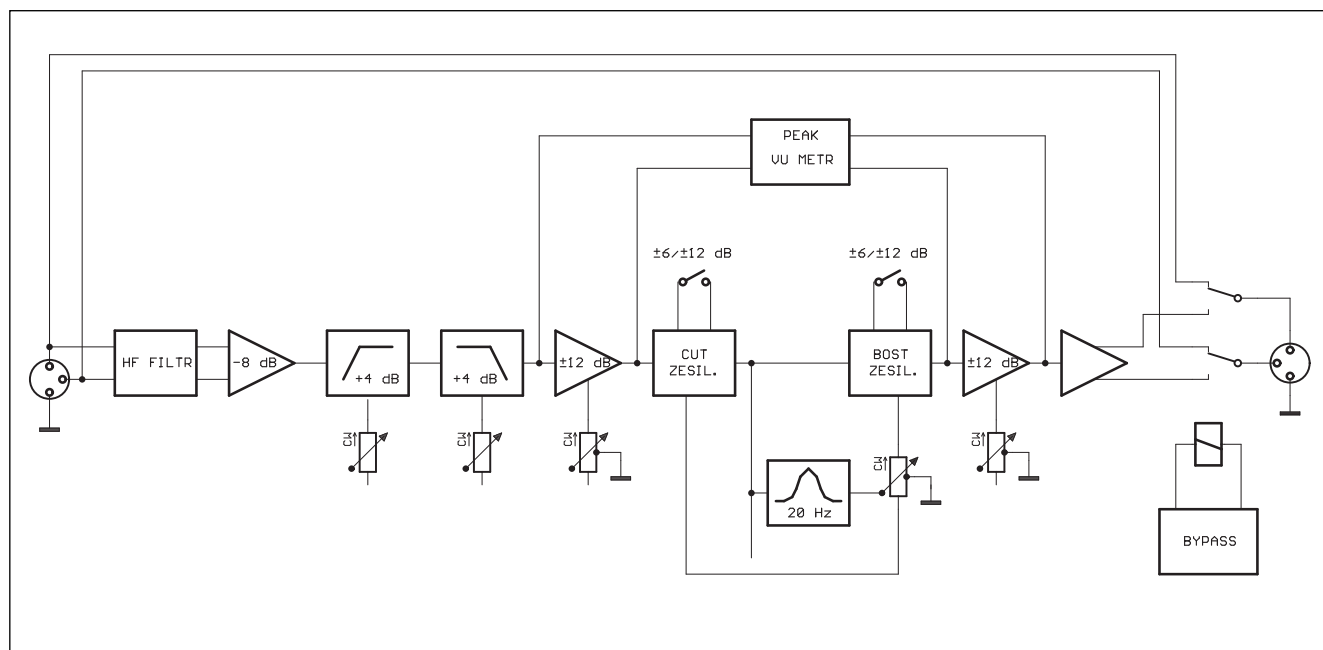 PEAK
VU METR
±6/±12 dB
±6/±12 dB
HF FILTR
-8 dB
+4 dB
+4 dB
±12 dB
CUT
ZESIL.
BOST
ZESIL.
±12 dB
CW
CW
CW
CW
CW
20 Hz
BYPASS